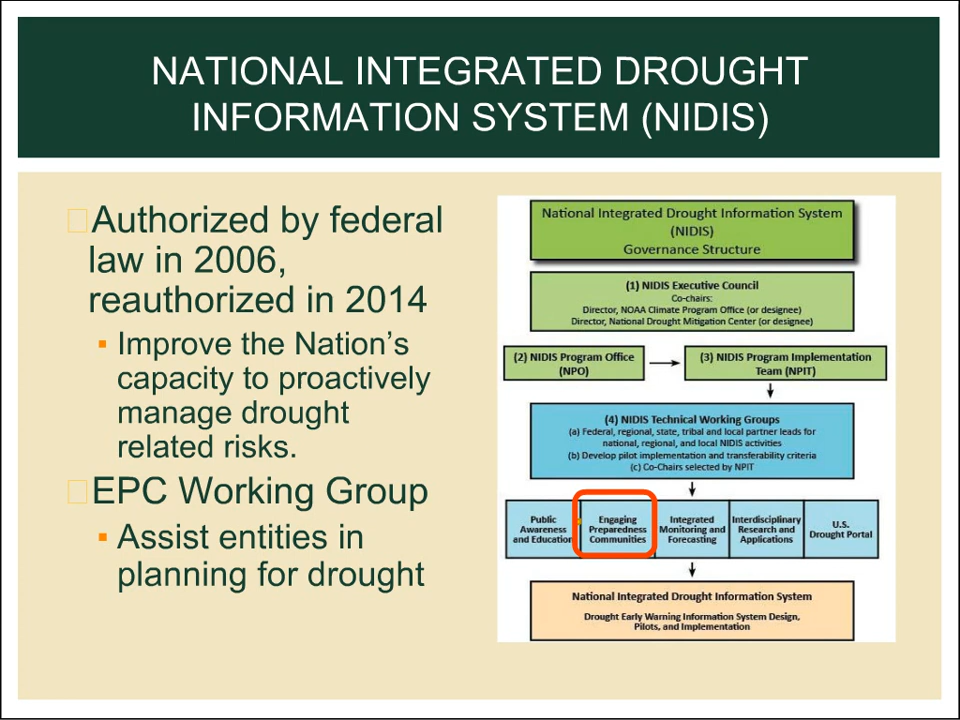 NATIONAL INTEGRATED DROUGHT
INFORMATION SYSTEM (NIDIS)
Authorized by federal
law in 2006,
reauthorized in 2014
▪ Improve the Nation’s
capacity to proactively
manage drought
related risks.
EPC Working Group
▪ Assist entities in
planning for drought
National Integrated Drought Information System
(NIDIS)
Governance Structure
(1) NIDIS Executive Council
Co-chairs:
Director, NOAA Climate Program Office (or designee)
Director, National Drought Mitigation Center (or designee)
(2) NIDIS Program Office
(NPO)
(3) NIDIS Program Implementation
Team (NPIT)
(4) NIDIS Technical Working Groups
(a) Federal, regional, state, tribal and local partner leads for
national, regional, and local NIDIS activities
(b) Develop pilot implementation and transferability criteria
(c) Co-Chairs selected by NPIT
Public
Awareness
and Education
Engaging
Preparedness
Communities
Integrated
Monitoring and
Forecasting
Interdisciplinary
Research and
Applications
U.S.
Drought Portal
National Integrated Drought Information System
Drought Early Warning Information System Design,
Pilots, and Implementation